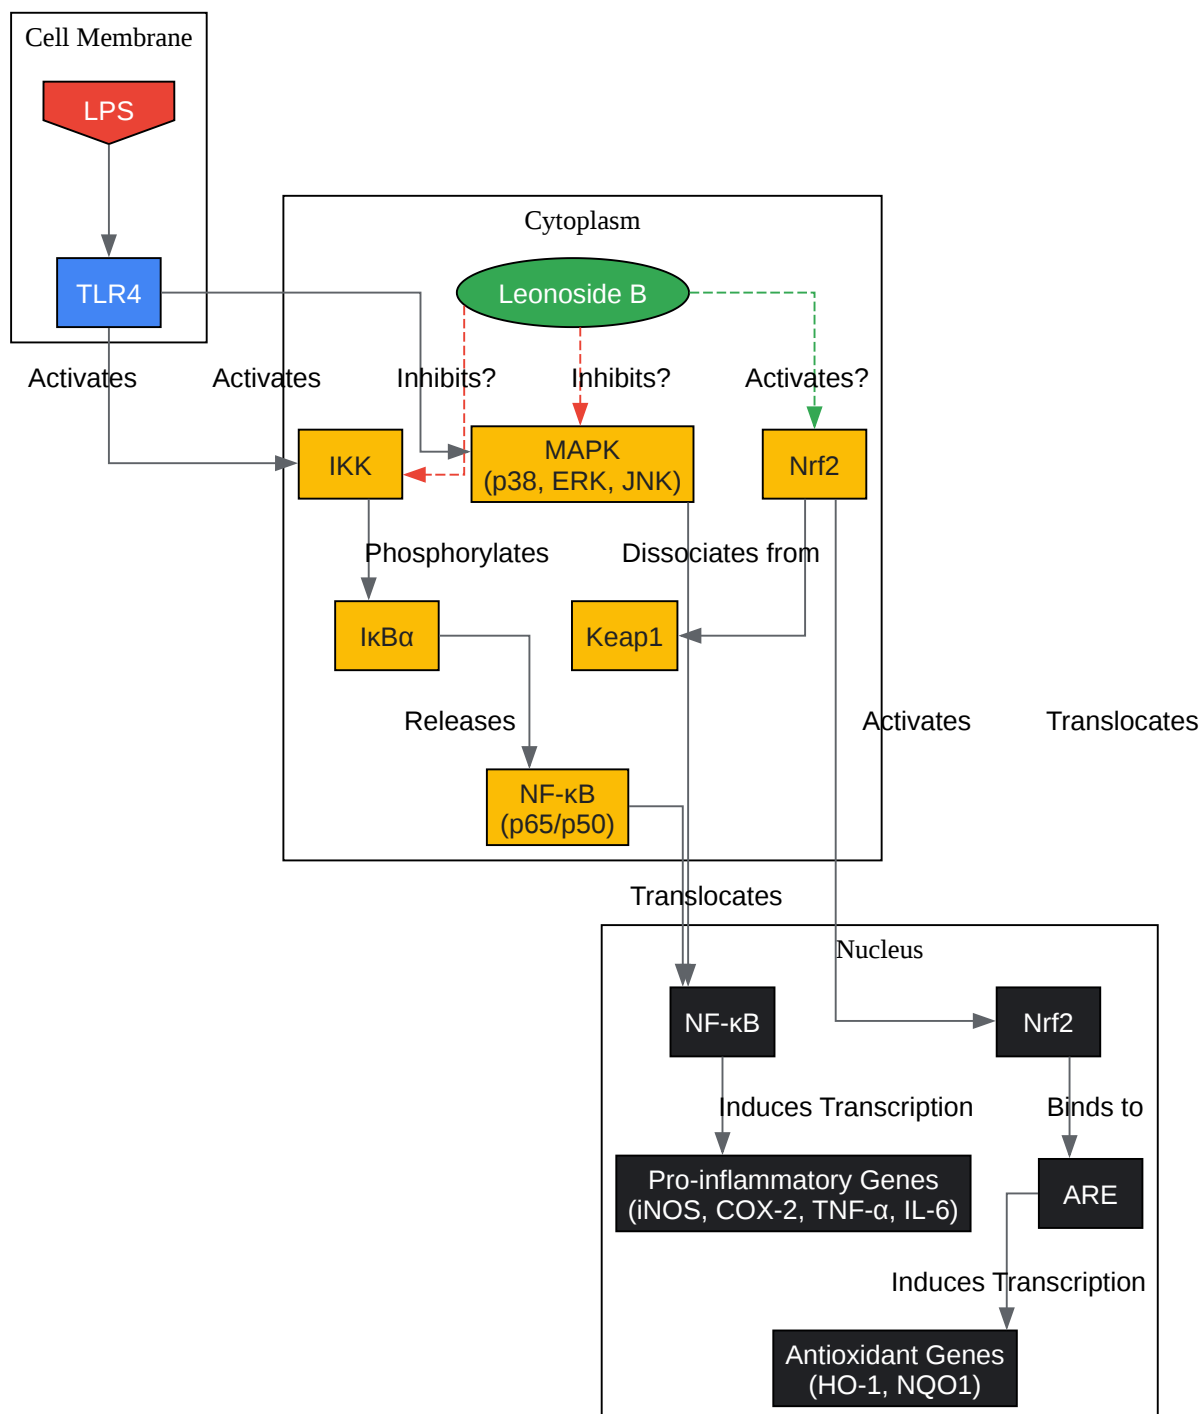 Cell Membrane
LPS
Cytoplasm
TLR4
Leonoside B
Activates
Activates
Inhibits?
Inhibits?
Activates?
IKK
MAPK
(p38, ERK, JNK)
Nrf2
Phosphorylates
Dissociates from
IκBα
Keap1
Releases
Activates
Translocates
NF-κB
(p65/p50)
Translocates
Nucleus
NF-κB
Nrf2
Induces Transcription
Binds to
Pro-inflammatory Genes
(iNOS, COX-2, TNF-α, IL-6)
ARE
Induces Transcription
Antioxidant Genes
(HO-1, NQO1)